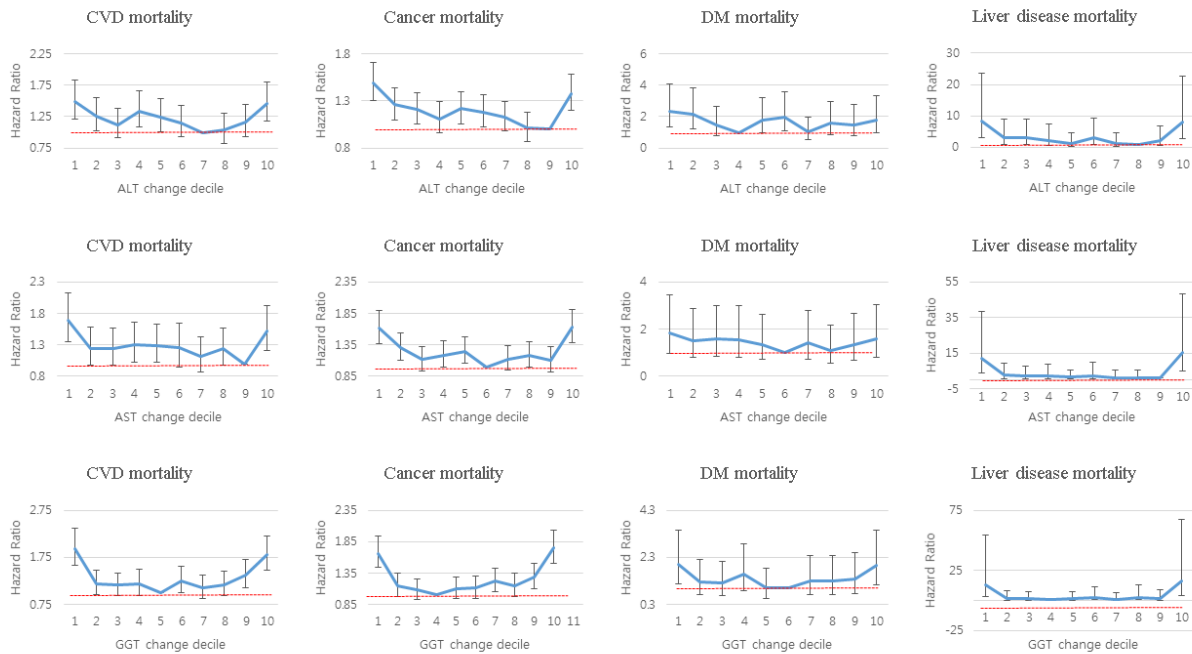 CVD mortality
Cancer mortality
DM mortality
Liver disease mortality
Hazard Ratio
2.25
1.75
1.25
0.75
1 2 3 4 5 6 7 8 9 10
ALT change decile
Hazard Ratio
1.8
1.3
0.8
1 2 3 4 5 6 7 8 9 10
ALT change decile
Hazard Ratio
6
4
2
0
1 2 3 4 5 6 7 8 9 10
ALT change decile
Hazard Ratio
30
20
10
0
1 2 3 4 5 6 7 8 9 10
ALT change decile
CVD mortality
Cancer mortality
DM mortality
Liver disease mortality
Hazard Ratio
2.3
1.8
1.3
0.8
1 2 3 4 5 6 7 8 9 10
AST change decile
Hazard Ratio
2.35
1.85
1.35
0.85
1 2 3 4 5 6 7 8 9 10
AST change decile
Hazard Ratio
4
2
0
1 2 3 4 5 6 7 8 9 10
AST change decile
Hazard Ratio
55
35
15
-5
1 2 3 4 5 6 7 8 9 10
AST change decile
CVD mortality
Cancer mortality
DM mortality
Liver disease mortality
Hazard Ratio
2.75
1.75
0.75
1 2 3 4 5 6 7 8 9 10
GGT change decile
Hazard Ratio
2.35
1.85
1.35
0.85
1 2 3 4 5 6 7 8 9 10 11
GGT change decile
Hazard Ratio
4.3
2.3
0.3
1 2 3 4 5 6 7 8 9 10
GGT change decile
Hazard Ratio
75
25
-25
1 2 3 4 5 6 7 8 9 10
GGT change decile